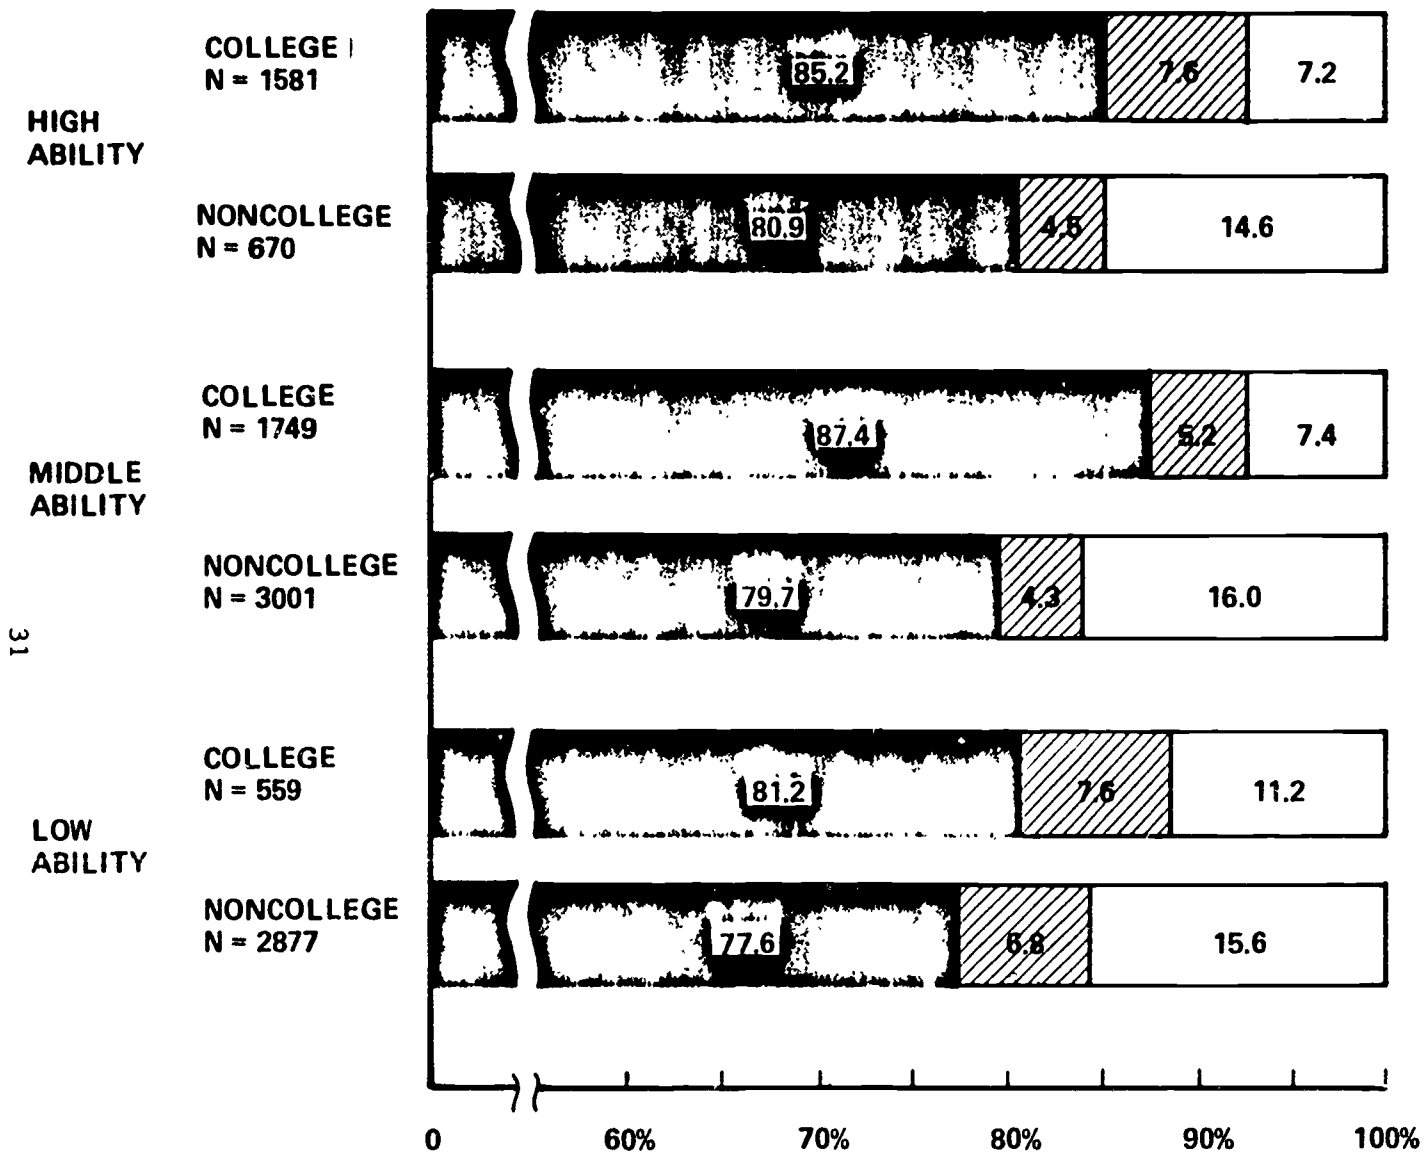 COLLEGE
N = 1581
85.2
7.6
7.2
HIGH
ABILITY
NONCOLLEGE
N = 670
80.9
4.5
14.6
COLLEGE
N = 1749
87.4
5.2
7.4
MIDDLE
ABILITY
NONCOLLEGE
N = 3001
79.7
4.3
16.0
31
COLLEGE
N = 559
81.2
7.6
11.2
LOW
ABILITY
NONCOLLEGE
N = 2877
77.6
6.8
15.6
0 60% 70% 80% 90% 100%